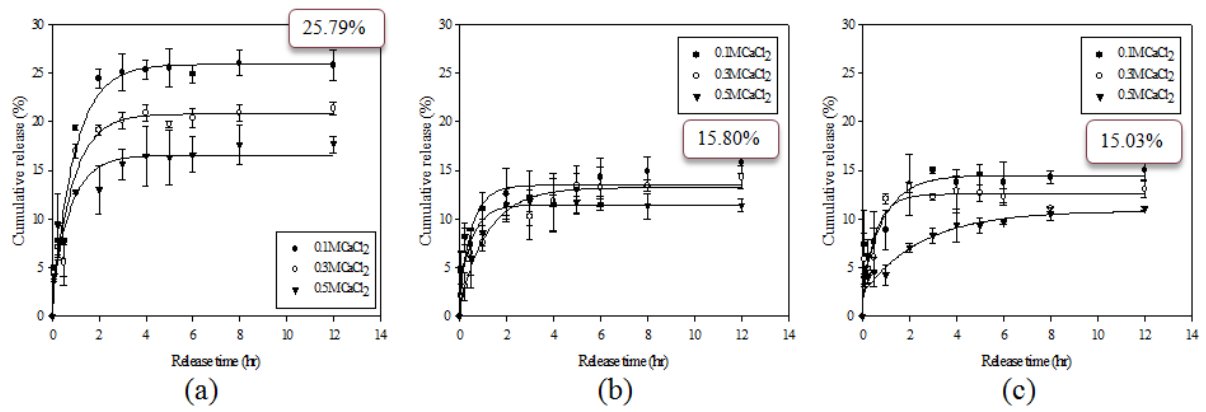 (a)
30
25
20
15
10
5
0
Cumulative release (%)
25.79%
0.1MCaCl2
0.3MCaCl2
0.5MCaCl2
0 2 4 6 8 10 12 14
Release time (hr)
(a)
(b)
30
25
20
15
10
5
0
Cumulative release (%)
0.1MCaCl2
0.3MCaCl2
0.5MCaCl2
15.80%
0 2 4 6 8 10 12 14
Release time (hr)
(b)
(c)
30
25
20
15
10
5
0
Cumulative release (%)
0.1MCaCl2
0.3MCaCl2
0.5MCaCl2
15.03%
0 2 4 6 8 10 12 14
Release time (hr)
(c)